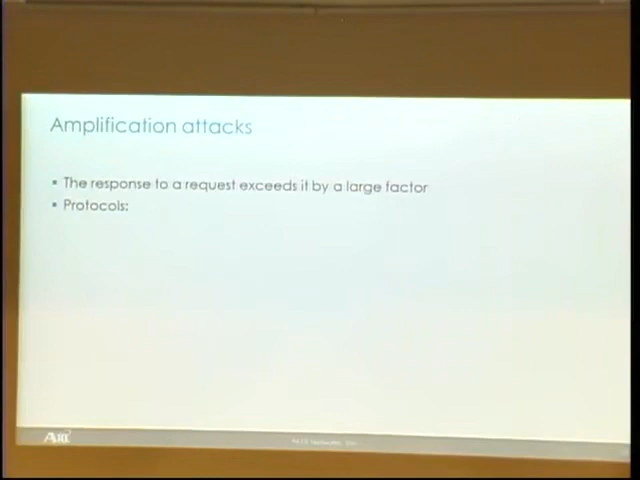 Amplification attacks
▪ The response to a request exceeds it by a large factor
▪ Protocols: